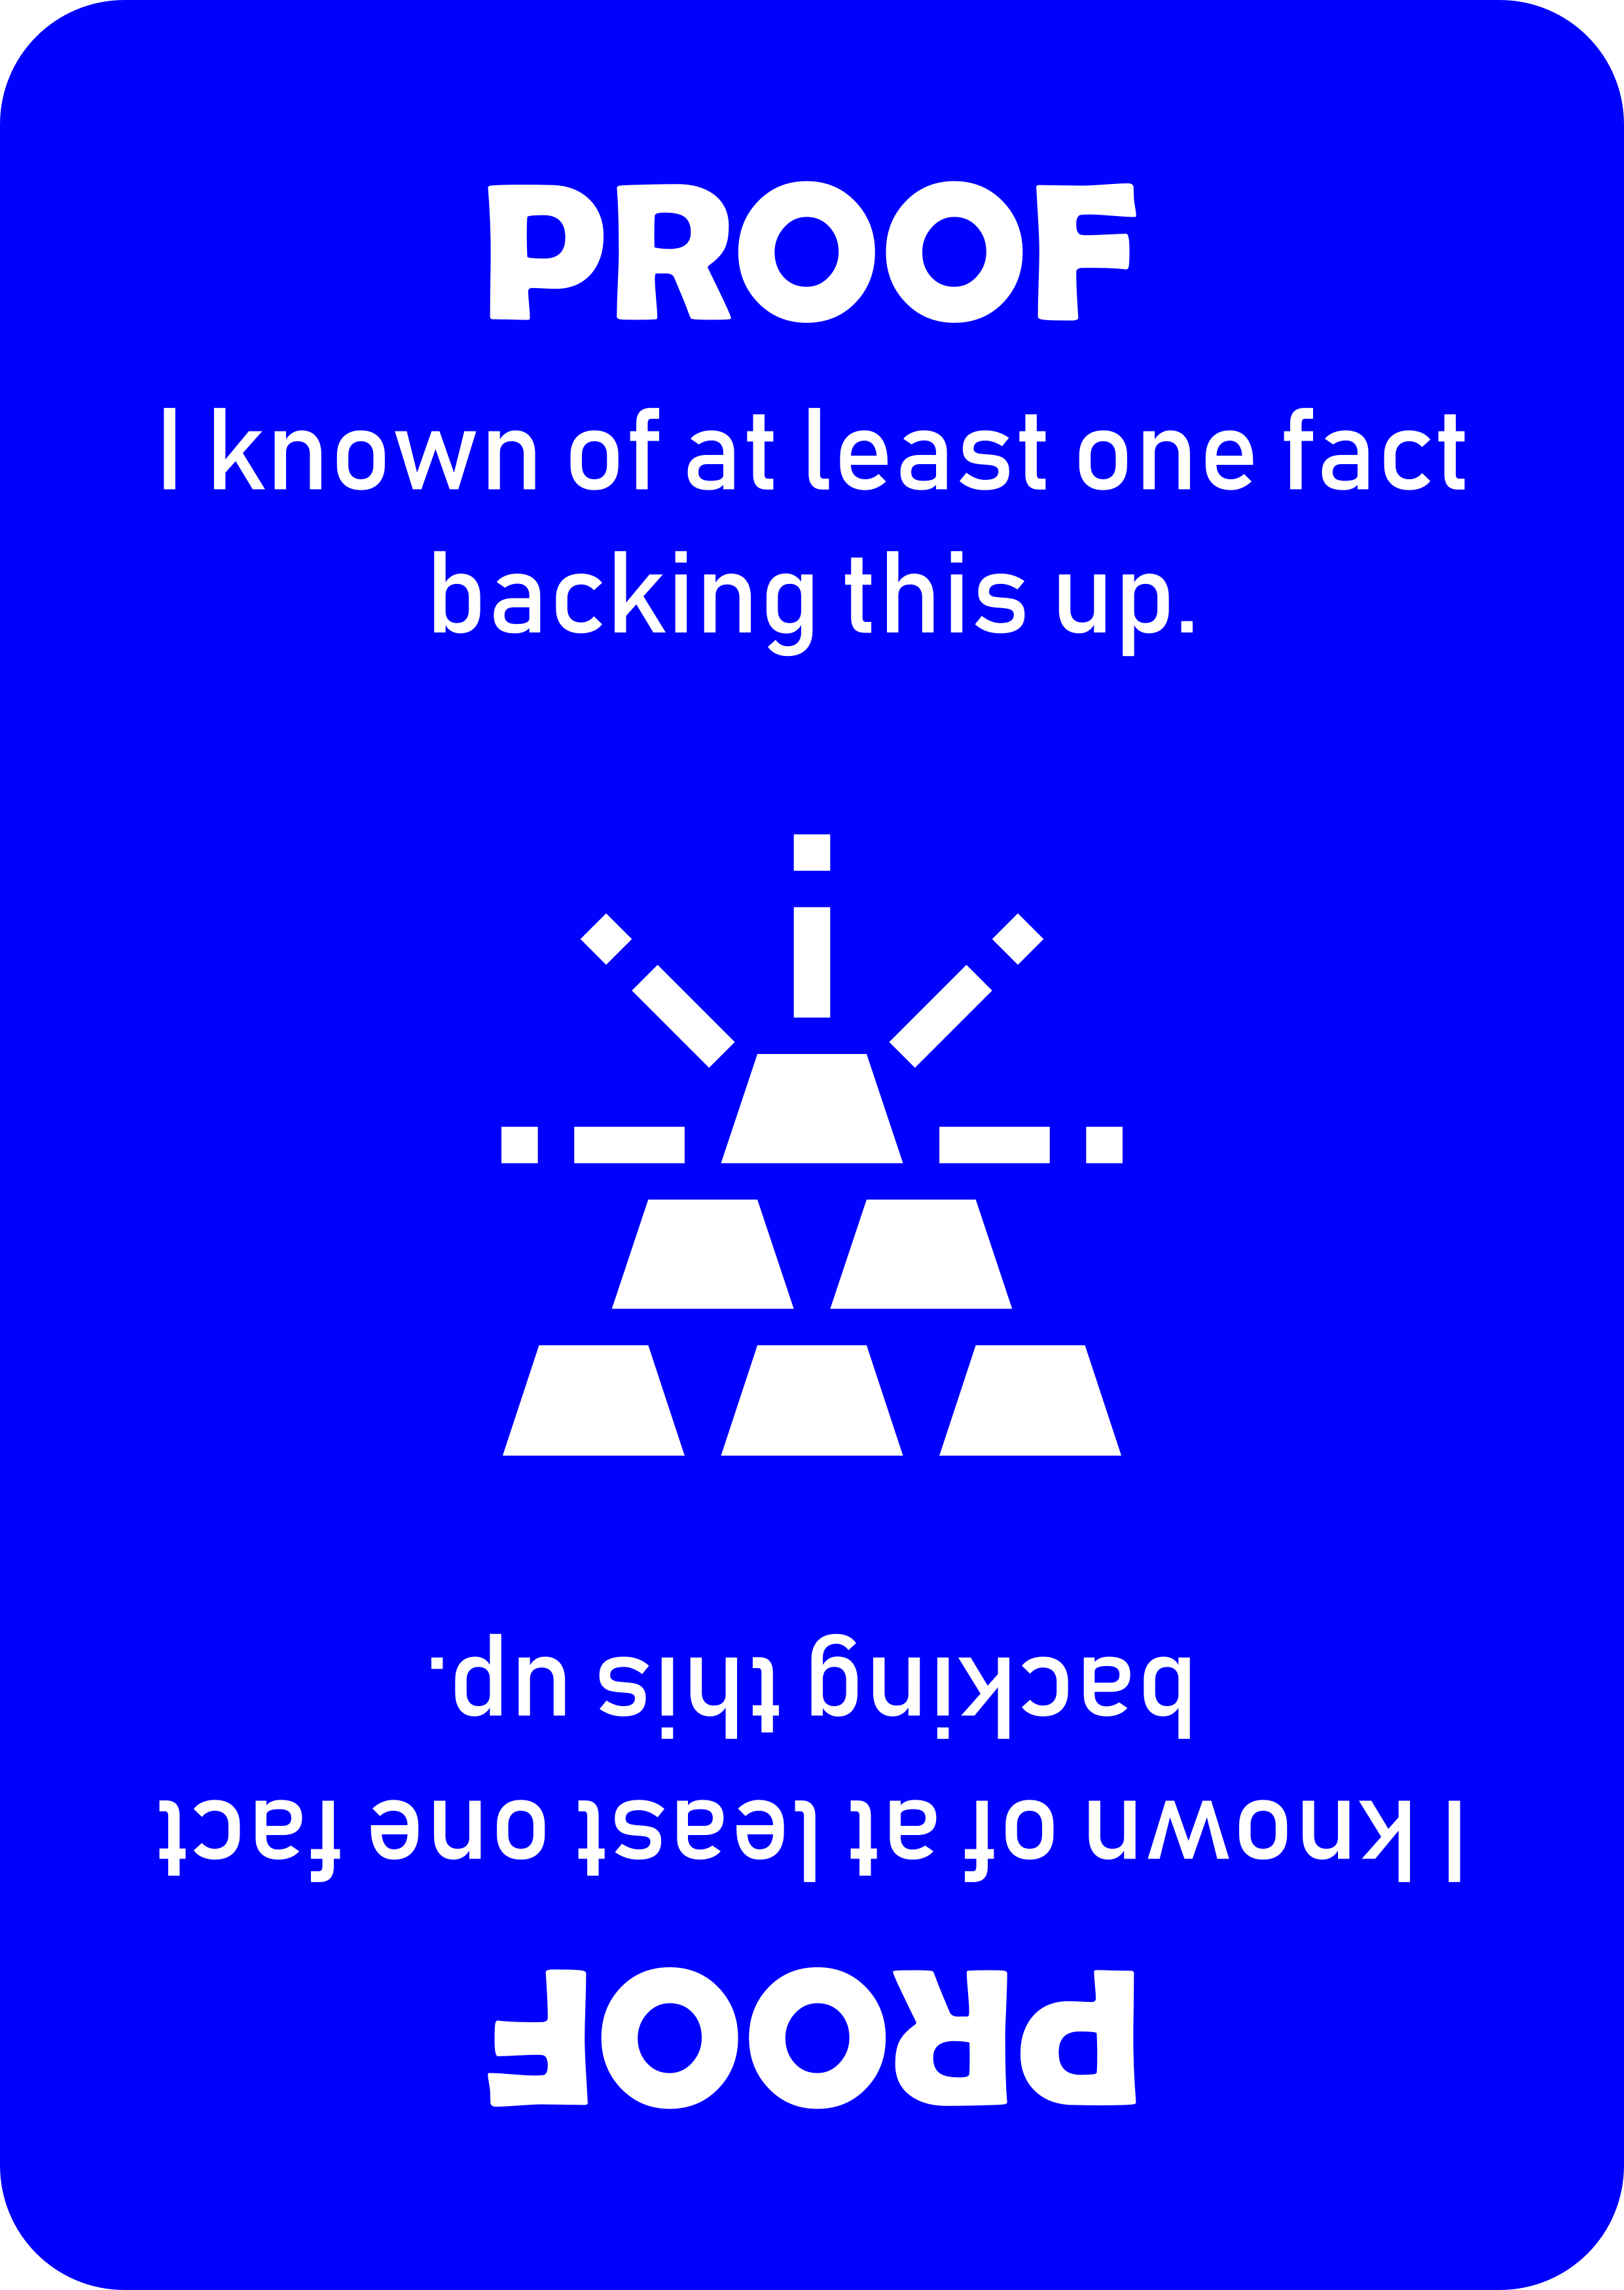 PROOF
I known of at least one fact
backing this up.
backing this up.
I known of at least one fact
PROOF